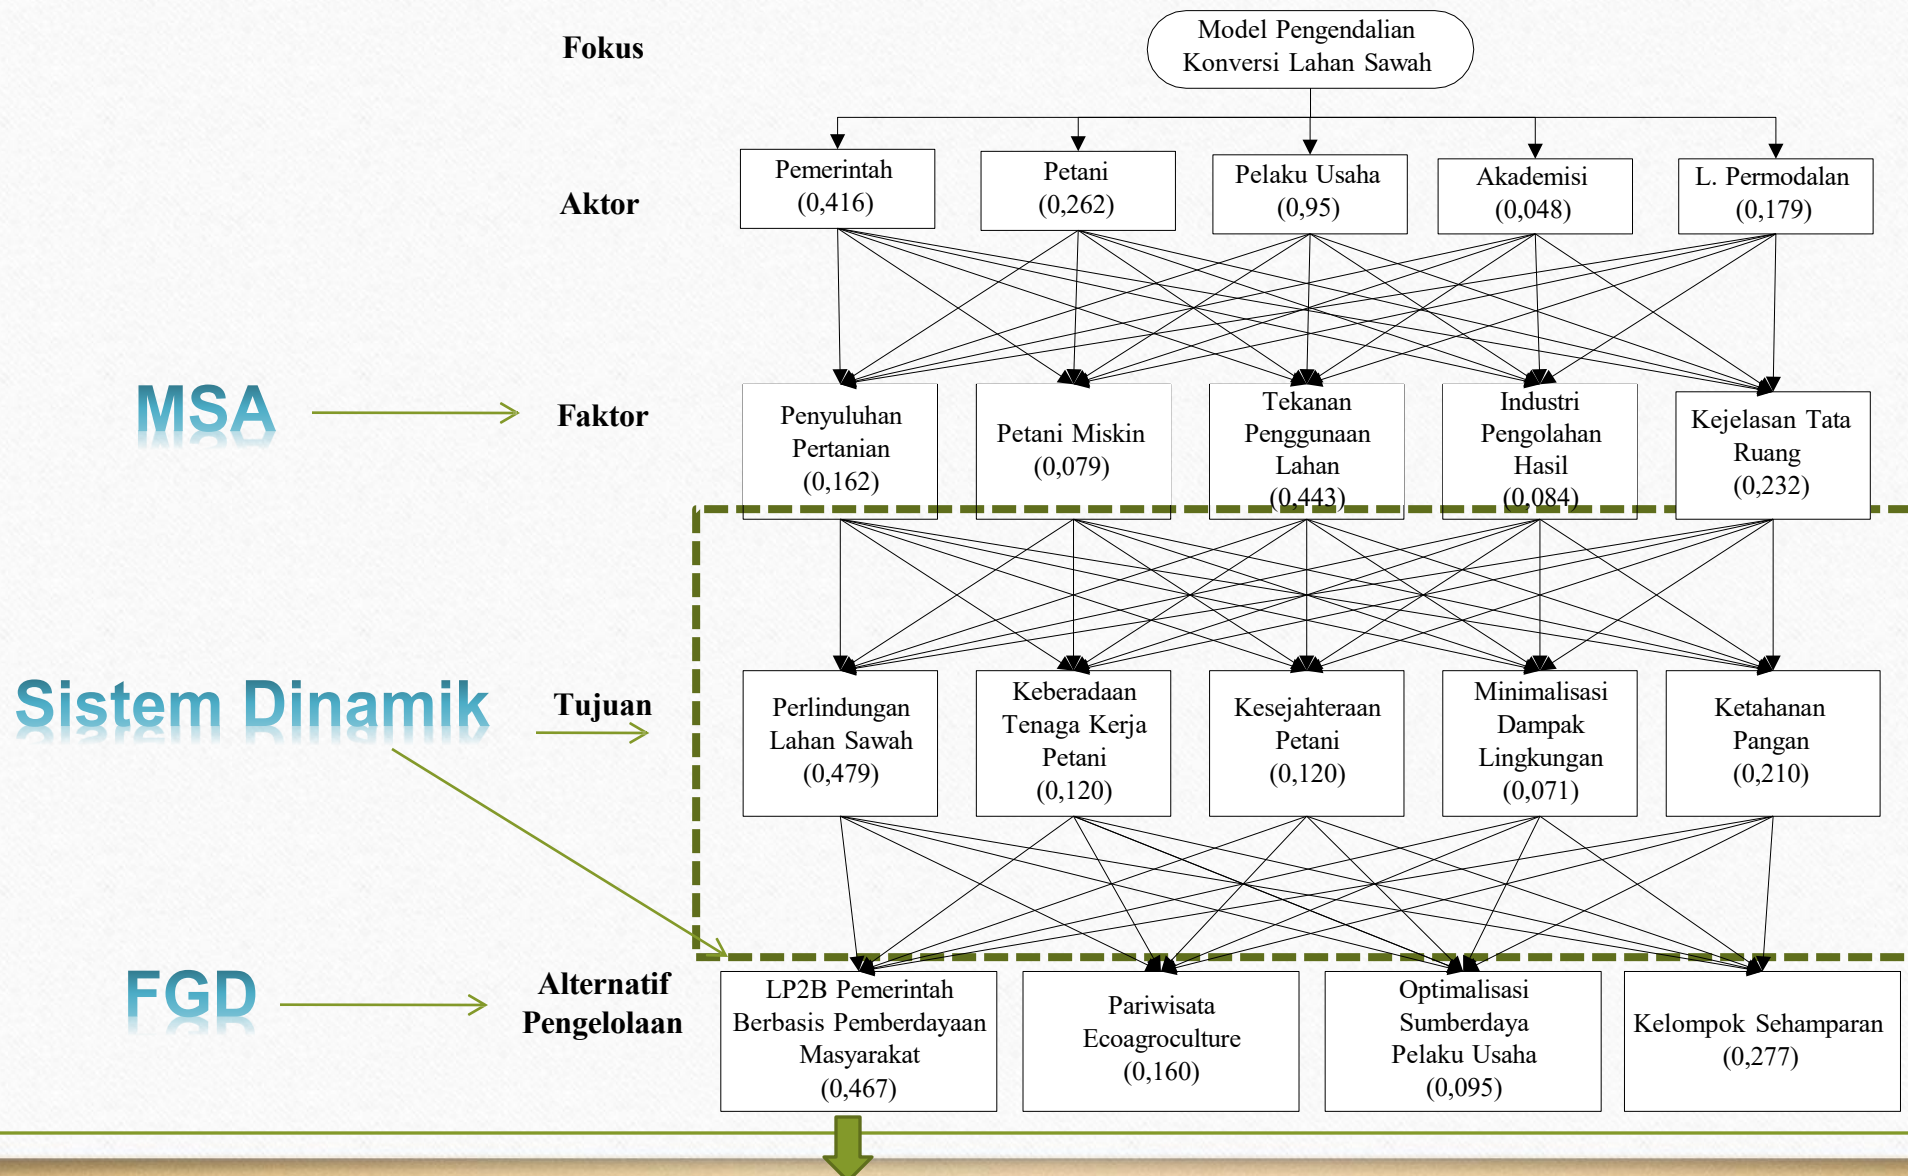 Fokus
Model Pengendalian
Konversi Lahan Sawah
Aktor
Pemerintah
(0,416)
Petani
(0,262)
Pelaku Usaha
(0,95)
Akademisi
(0,048)
L. Permodalan
(0,179)
MSA
Faktor
Penyuluhan
Pertanian
(0,162)
Petani Miskin
(0,079)
Tekanan
Penggunaan
Lahan
(0,443)
Industri
Pengolahan
Hasil
(0,084)
Kejelasan Tata
Ruang
(0,232)
Sistem Dinamik
Tujuan
Perlindungan
Lahan Sawah
(0,479)
Keberadaan
Tenaga Kerja
Petani
(0,120)
Kesejahteraan
Petani
(0,120)
Minimalisasi
Dampak
Lingkungan
(0,071)
Ketahanan
Pangan
(0,210)
FGD
Alternatif
Pengelolaan
LP2B Pemerintah
Berbasis Pemberdayaan
Masyarakat
(0,467)
Pariwisata
Ecoagroculture
(0,160)
Optimalisasi
Sumberdaya
Pelaku Usaha
(0,095)
Kelompok Sehamparan
(0,277)